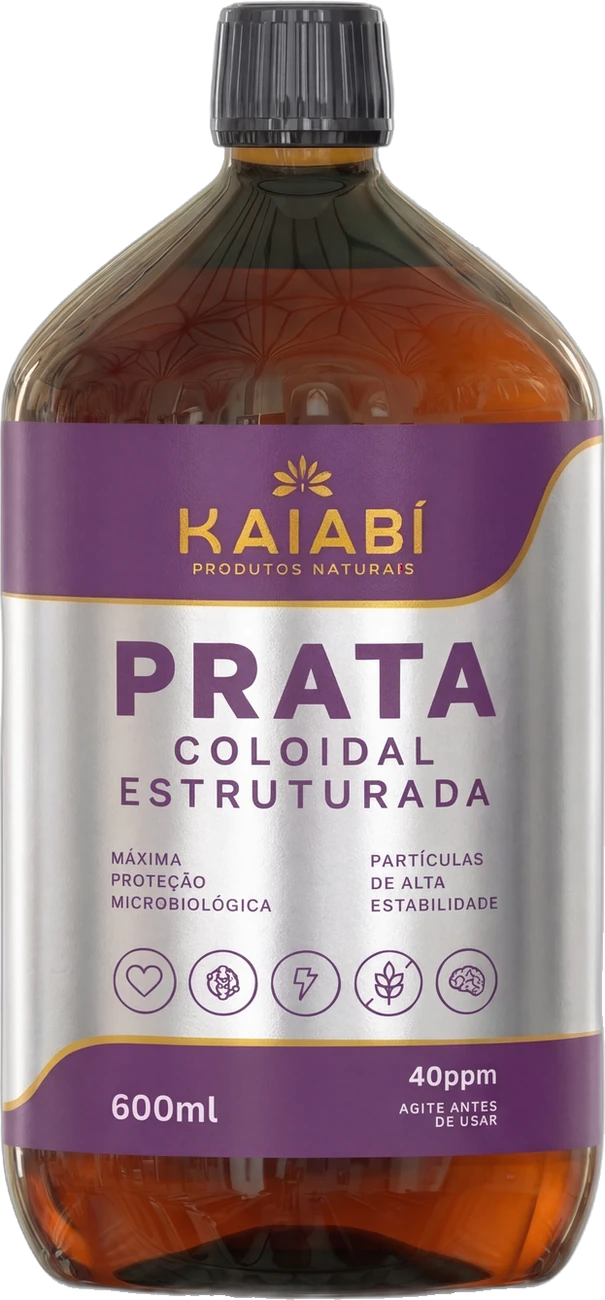 KAIABÍ
PRODUTOS NATURAIS
PRATA
COLOIDAL
ESTRUTURADA
MÁXIMA
PROTEÇÃO
MICROBIOLÓGICA
PARTÍCULAS
DE ALTA
ESTABILIDADE
600ml
40ppm
AGITE ANTES
DE USAR